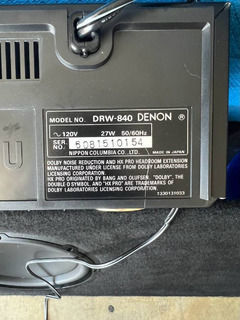 MODEL NO. DRW-840 DENON ®
~ 120V 27W 50/60Hz
SER. NO. 5081510154
NIPPON COLUMBIA CO., LTD. MADE IN JAPAN
DOLBY NOISE REDUCTION AND HX PRO HEADROOM EXTENSION
MANUFACTURED UNDER LICENSE FROM DOLBY LABORATORIES
LICENSING CORPORATION.
HX PRO ORIGINATED BY BANG AND OLUFSEN. "DOLBY", THE
DOUBLE-D SYMBOL AND "HX PRO" ARE TRADEMARKS OF
DOLBY LABORATORIES LICENSING CORPORATION.
1330131033
U